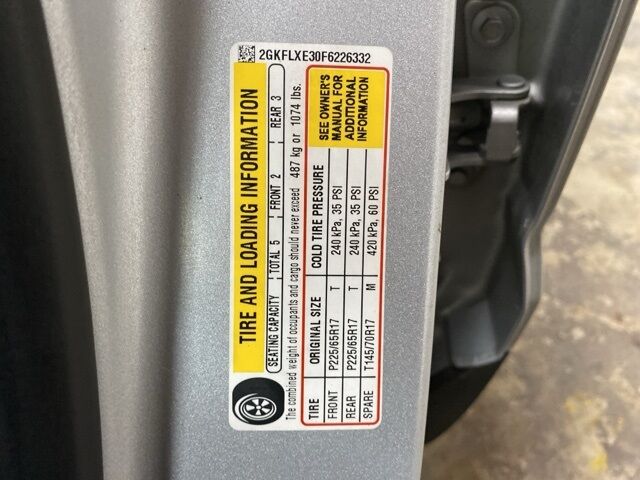 2GKFLXE30F6226332
TIRE AND LOADING INFORMATION
SEATING CAPACITY TOTAL 5 FRONT 2 REAR 3
The combined weight of occupants and cargo should never exceed 487 kg or 1074 lbs.
TIRE ORIGINAL SIZE COLD TIRE PRESSURE
FRONT P225/65R17 T 240 kPa, 35 PSI
REAR P225/65R17 T 240 kPa, 35 PSI
SPARE T145/70R17 M 420 kPa, 60 PSI
SEE OWNER'S
MANUAL FOR
ADDITIONAL
INFORMATION